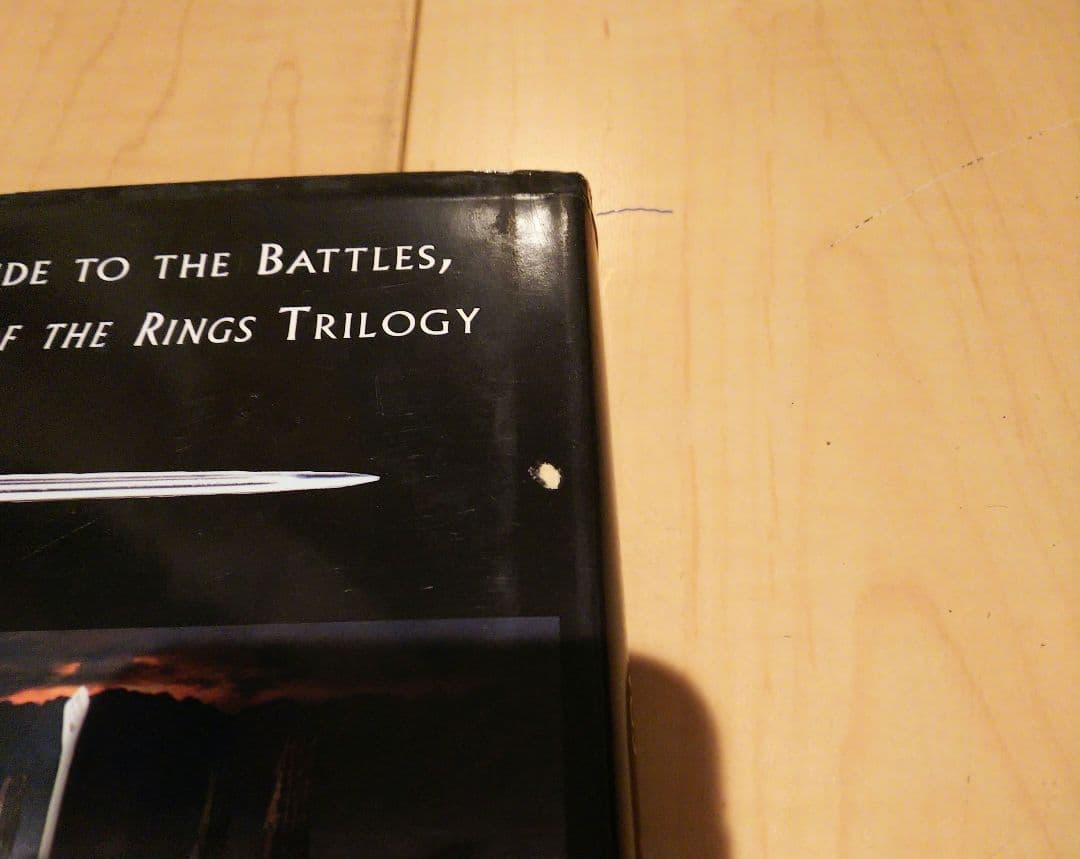 DE TO THE BATTLES,
F THE RINGS TRILOGY